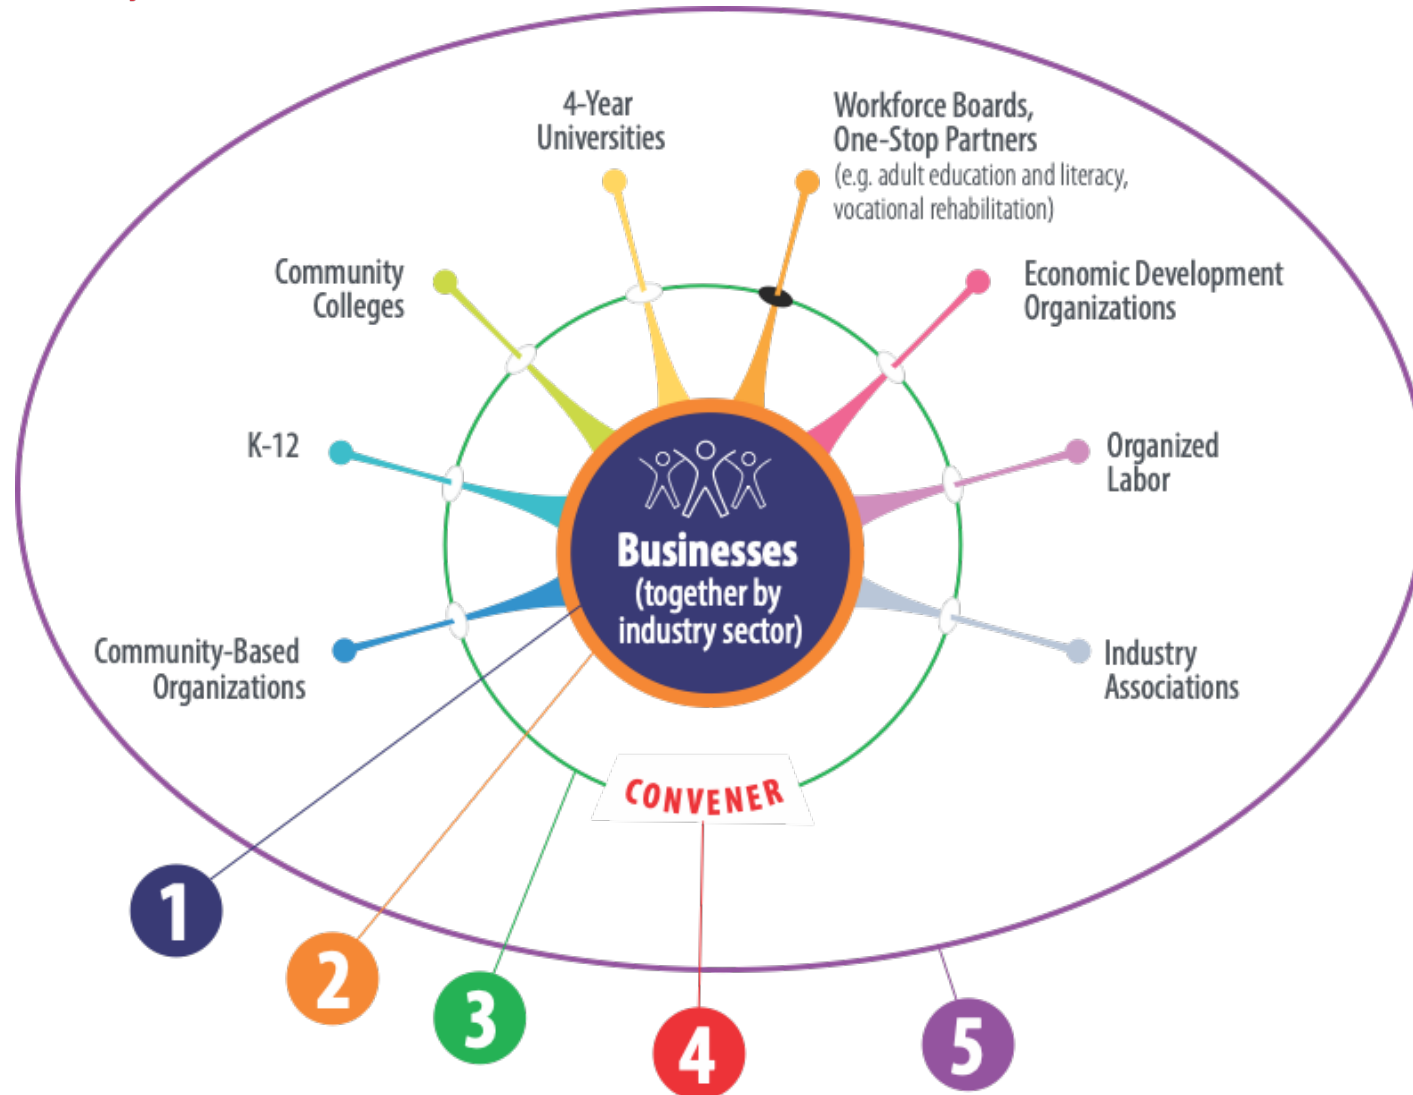 4-Year
Universities
Workforce Boards,
One-Stop Partners
(e.g. adult education and literacy,
vocational rehabilitation)
Community
Colleges
Economic Development
Organizations
K-12
Organized
Labor
Businesses
(together by
industry sector)
Community-Based
Organizations
Industry
Associations
CONVENER
1
2
3
4
5